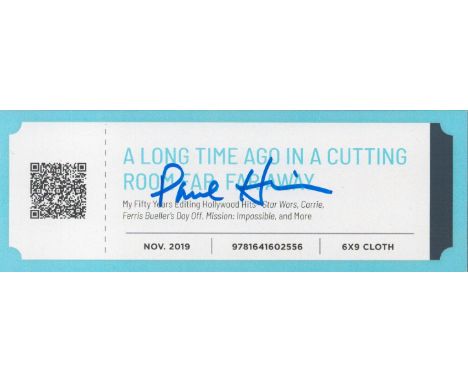 A LONG TIME AGO IN A CUTTING
ROOM FAR, FAR AWAY
My Fifty Years Editing Hollywood Hits—Star Wars, Carrie,
Ferris Bueller's Day Off, Mission: Impossible, and More
NOV. 2019 9781641602556 6X9 CLOTH